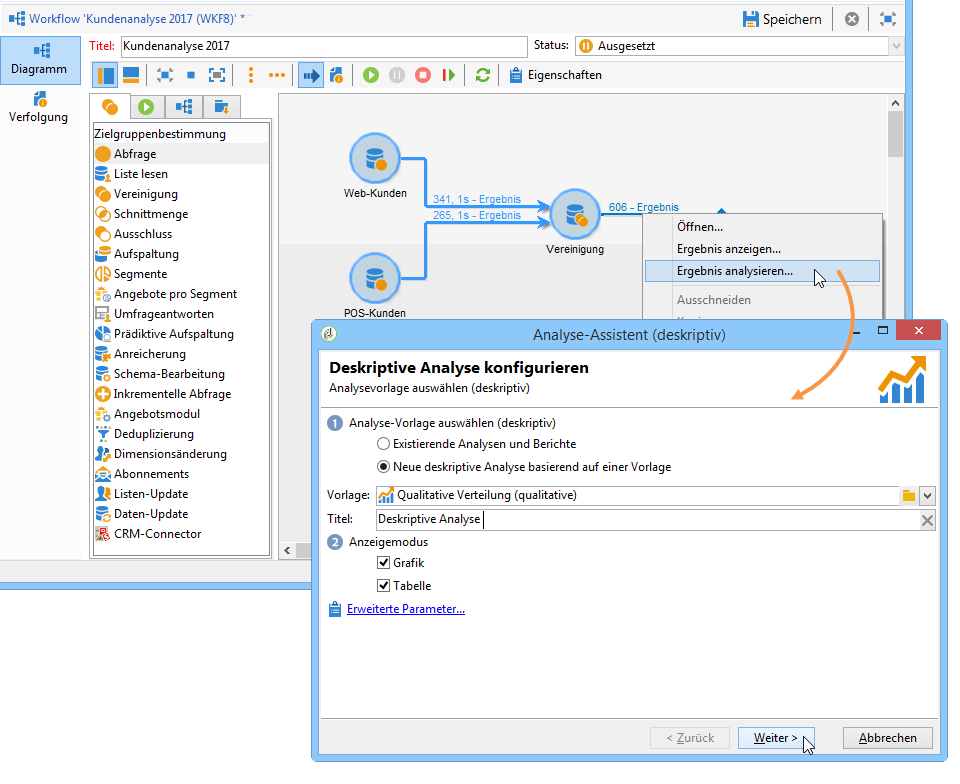 Workflow 'Kundenanalyse 2017 (WKF8)' *
Speichern
Diagramm
Verfolgung
Titel: Kundenanalyse 2017
Status: Ausgesetzt
Eigenschaften
Zielgruppenbestimmung
Abfrage
Liste lesen
Vereinigung
Schnittmenge
Ausschluss
Aufspaltung
Segmente
Angebote pro Segment
Umfrageantworten
Prädiktive Aufspaltung
Anreicherung
Schema-Bearbeitung
Inkrementelle Abfrage
Angebotsmodul
Deduplizierung
Dimensionsänderung
Abonnements
Listen-Update
Daten-Update
CRM-Connector
Web-Kunden
341, 1s - Ergebnis
265, 1s - Ergebnis
606 - Ergebnis
Vereinigung
POS-Kunden
Öffnen...
Ergebnis anzeigen...
Ergebnis analysieren...
Ausschneiden
Analyse-Assistent (deskriptiv)
Deskriptive Analyse konfigurieren
Analysevorlage auswählen (deskriptiv)
1 Analyse-Vorlage auswählen (deskriptiv)
Existierende Analysen und Berichte
Neue deskriptive Analyse basierend auf einer Vorlage
Vorlage: Qualitative Verteilung (qualitative)
Titel: Deskriptive Analyse
2 Anzeigemodus
Grafik
Tabelle
Erweiterte Parameter...
< Zurück
Weiter >
Abbrechen